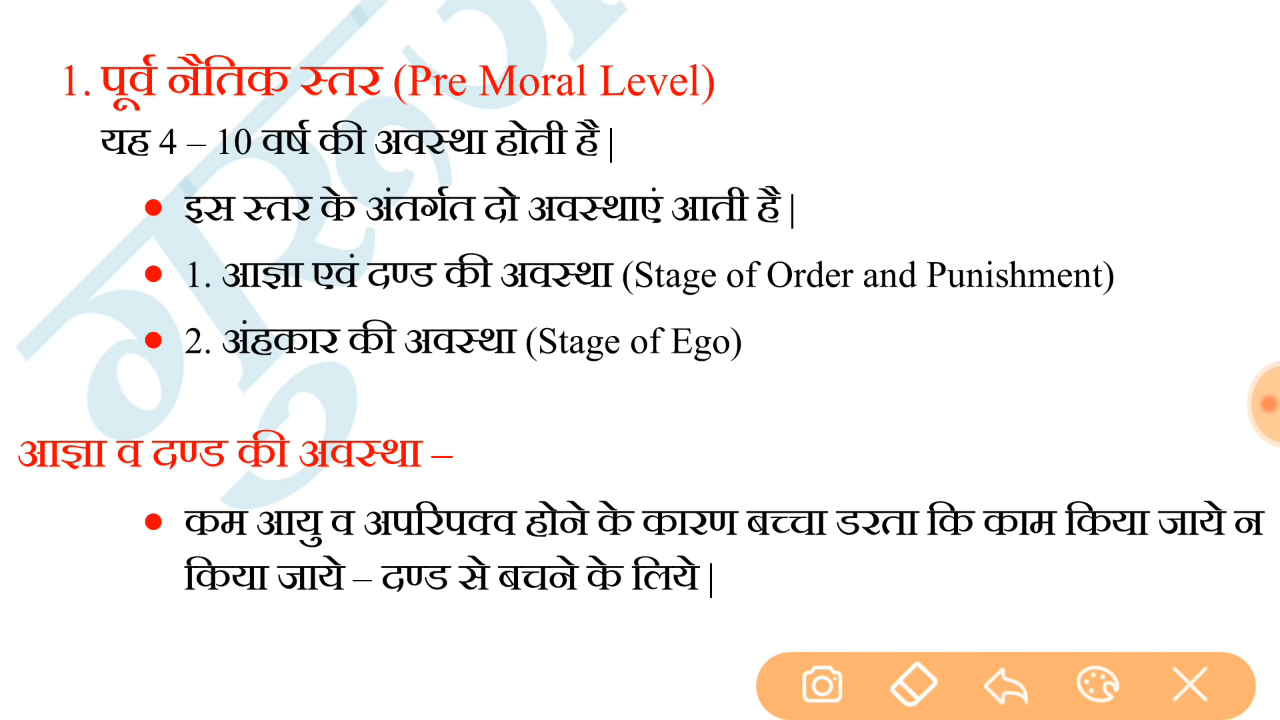 1. पूर्व नैतिक स्तर (Pre Moral Level)
यह 4 – 10 वर्ष की अवस्था होती है |
● इस स्तर के अंतर्गत दो अवस्थाएं आती है |
● 1. आज्ञा एवं दण्ड की अवस्था (Stage of Order and Punishment)
● 2. अंहकार की अवस्था (Stage of Ego)
आज्ञा व दण्ड की अवस्था –
● कम आयु व अपरिपक्व होने के कारण बच्चा डरता कि काम किया जाये न
किया जाये – दण्ड से बचने के लिये |